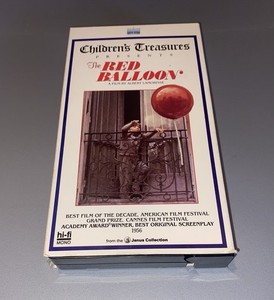 Children's Treasures
PRESENTS
The RED
BALLOON
A FILM BY ALBERT LAMORISSE
BEST FILM OF THE DECADE, AMERICAN FILM FESTIVAL
GRAND PRIZE, CANNES FILM FESTIVAL
ACADEMY AWARD WINNER, BEST ORIGINAL SCREENPLAY
1956
hi-fi
MONO
from the Janus Collection